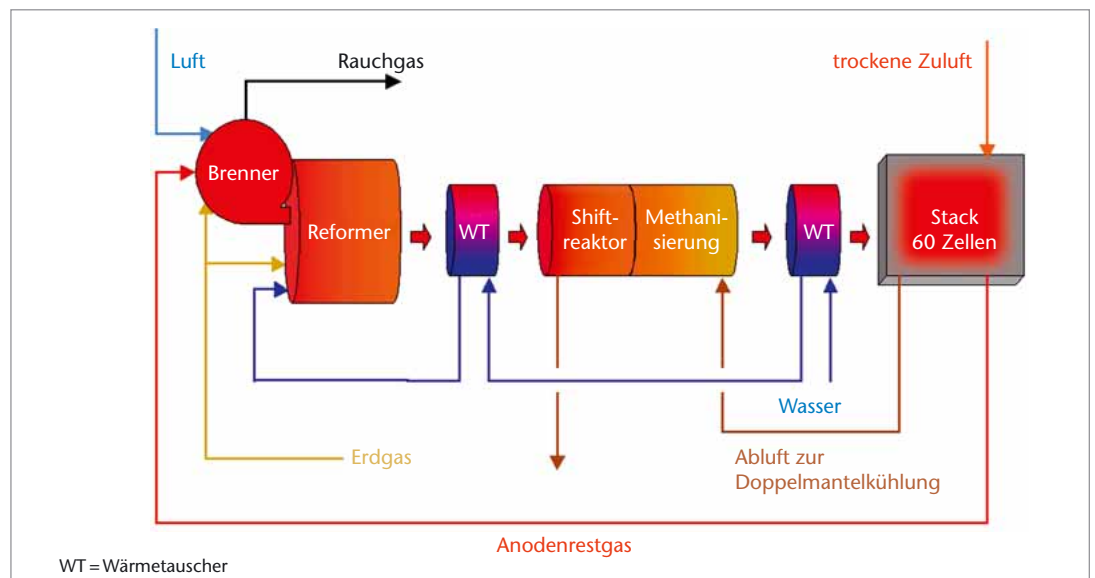 Luft
Rauchgas
trockene Zuluft
Brenner
Reformer
WT
Shift-
reaktor
Methani-
sierung
WT
Stack
60 Zellen
Wasser
Erdgas
Abluft zur
Doppelmantelkühlung
Anodenrestgas
WT = Wärmetauscher